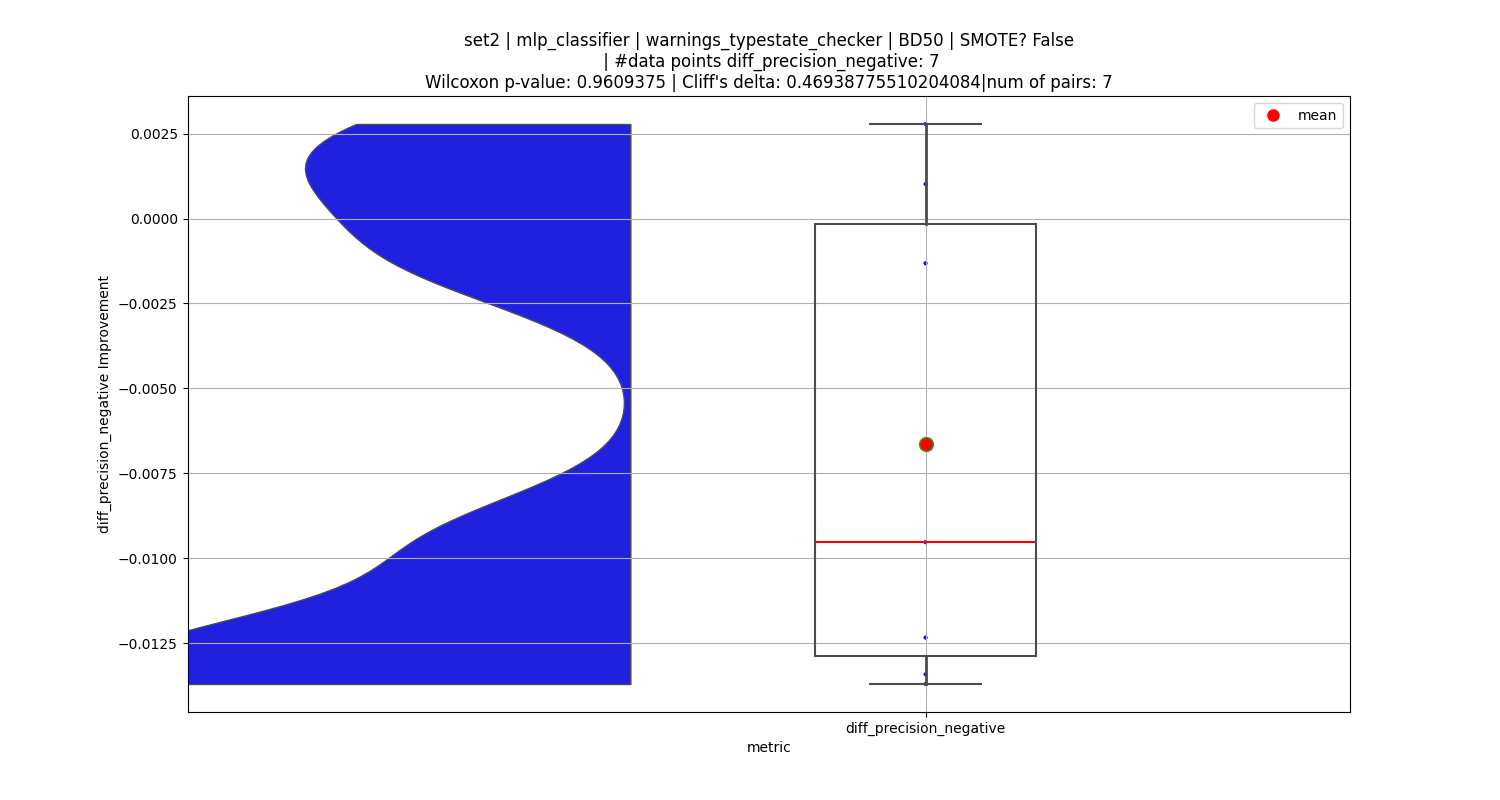 set2 | mlp_classifier | warnings_typestate_checker | BD50 | SMOTE? False
| #data points diff_precision_negative: 7
Wilcoxon p-value: 0.9609375 | Cliff's delta: 0.46938775510204084|num of pairs: 7
mean
0.0025
0.0000
−0.0025
−0.0050
−0.0075
−0.0100
−0.0125
diff_precision_negative Improvement
diff_precision_negative
metric